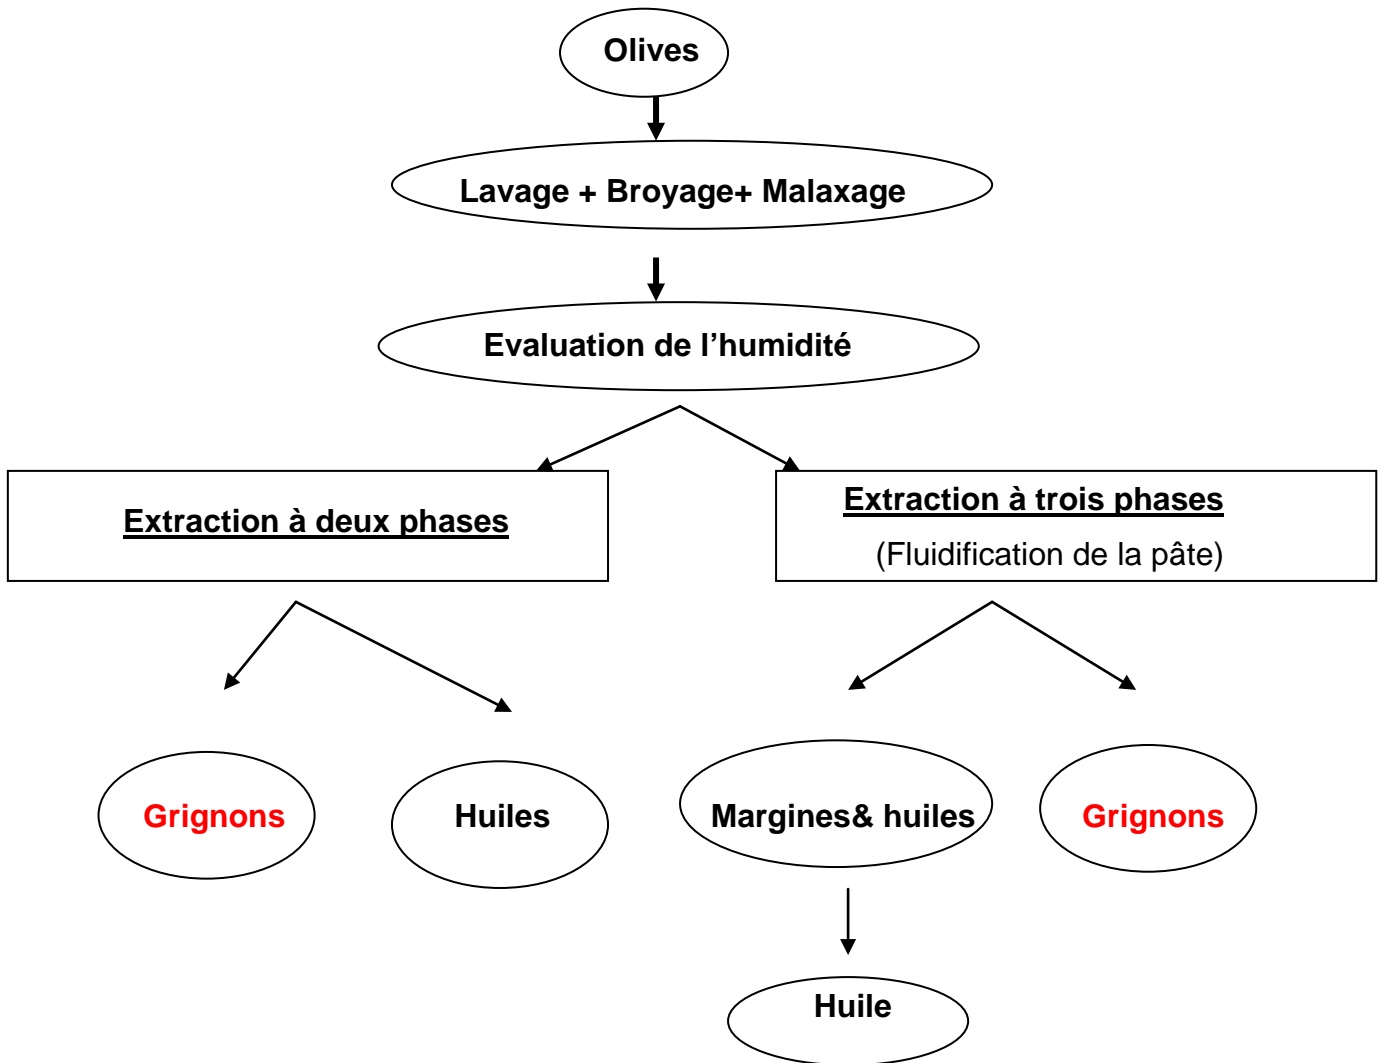 Olives
Lavage + Broyage+ Malaxage
Evaluation de l’humidité
Extraction à deux phases
Extraction à trois phases
(Fluidification de la pâte)
Grignons
Huiles
Margines& huiles
Grignons
Huile